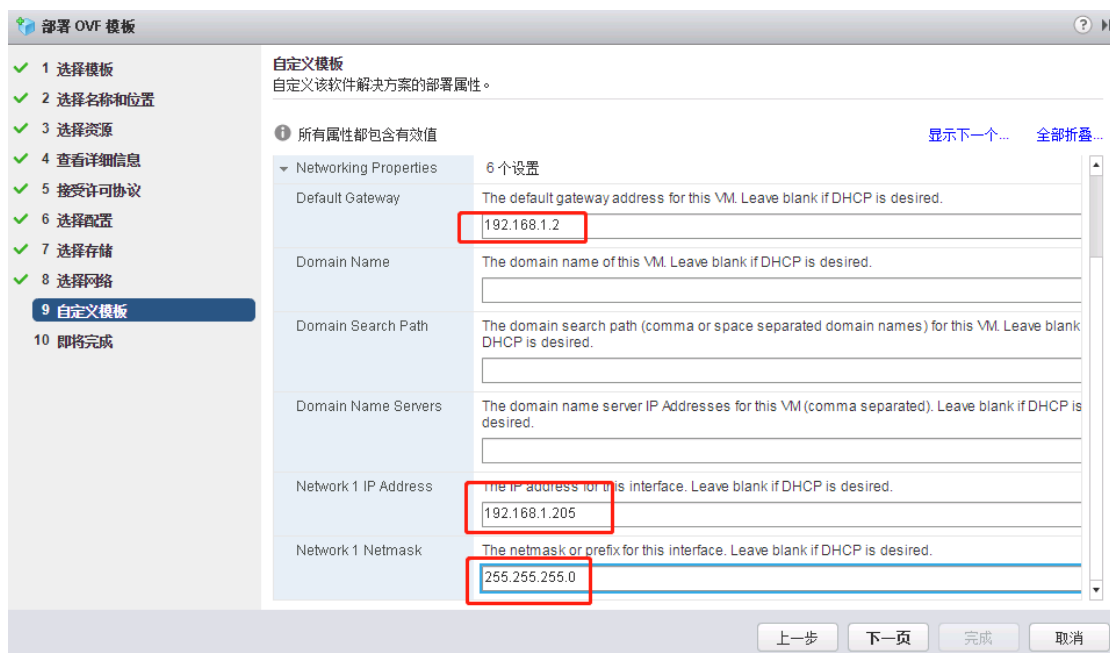 部署 OVF 模板
1 选择模板
2 选择名称和位置
3 选择资源
4 查看详细信息
5 接受许可协议
6 选择配置
7 选择存储
8 选择网络
9 自定义模板
10 即将完成
自定义模板
自定义该软件解决方案的部署属性。
所有属性都包含有效值
显示下一个...
全部折叠...
Networking Properties
6 个设置
Default Gateway
The default gateway address for this VM. Leave blank if DHCP is desired.
192.168.1.2
Domain Name
The domain name of this VM. Leave blank if DHCP is desired.
Domain Search Path
The domain search path (comma or space separated domain names) for this VM. Leave blank
DHCP is desired.
Domain Name Servers
The domain name server IP Addresses for this VM (comma separated). Leave blank if DHCP is
desired.
Network 1 IP Address
The IP address for this interface. Leave blank if DHCP is desired.
192.168.1.205
Network 1 Netmask
The netmask or prefix for this interface. Leave blank if DHCP is desired.
255.255.255.0
上一步
下一页
完成
取消